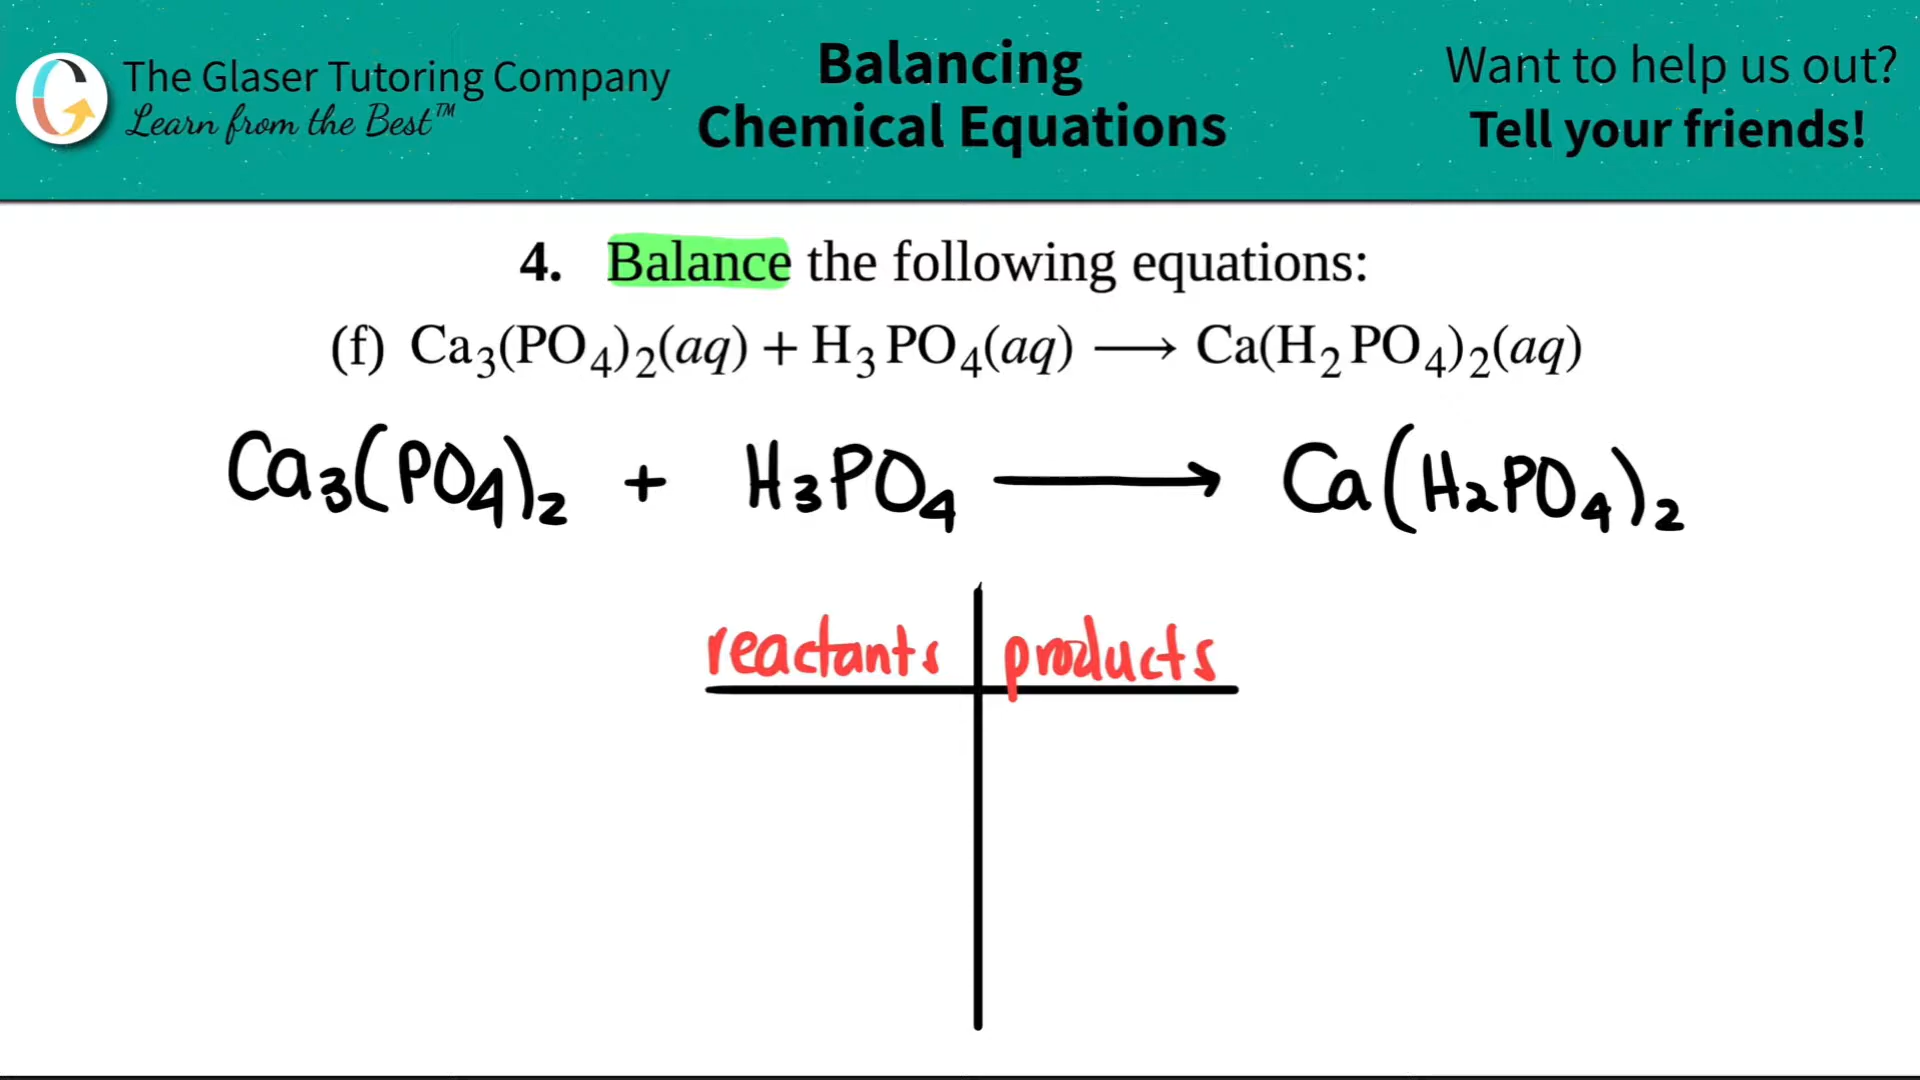 The Glaser Tutoring Company
Learn from the Best™
Balancing
Chemical Equations
Want to help us out?
Tell your friends!
4. Balance the following equations:
(f) Ca₃(PO₄)₂(aq) + H₃PO₄(aq) ⟶ Ca(H₂PO₄)₂(aq)
Ca₃(PO₄)₂ + H₃PO₄ ⟶ Ca(H₂PO₄)₂
reactants products